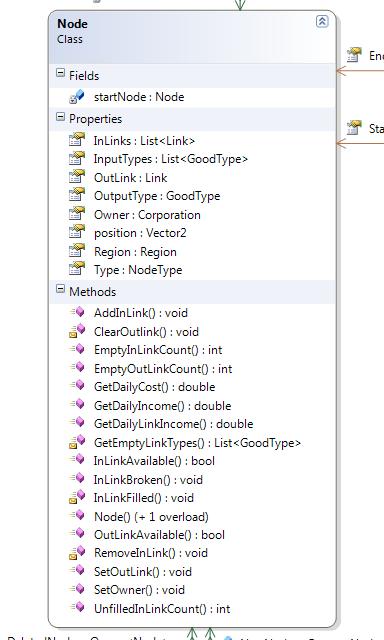 Node
Class
Fields
startNode : Node
Properties
InLinks : List<Link>
InputTypes : List<GoodType>
OutLink : Link
OutputType : GoodType
Owner : Corporation
position : Vector2
Region : Region
Type : NodeType
Methods
AddInLink() : void
ClearOutlink() : void
EmptyInLinkCount() : int
EmptyOutLinkCount() : int
GetDailyCost() : double
GetDailyIncome() : double
GetDailyLinkIncome() : double
GetEmptyLinkTypes() : List<GoodType>
InLinkAvailable() : bool
InLinkBroken() : void
InLinkFilled() : void
Node() (+ 1 overload)
OutLinkAvailable() : bool
RemoveInLink() : void
SetOutLink() : void
SetOwner() : void
UnfilledInLinkCount() : int
En
Sta